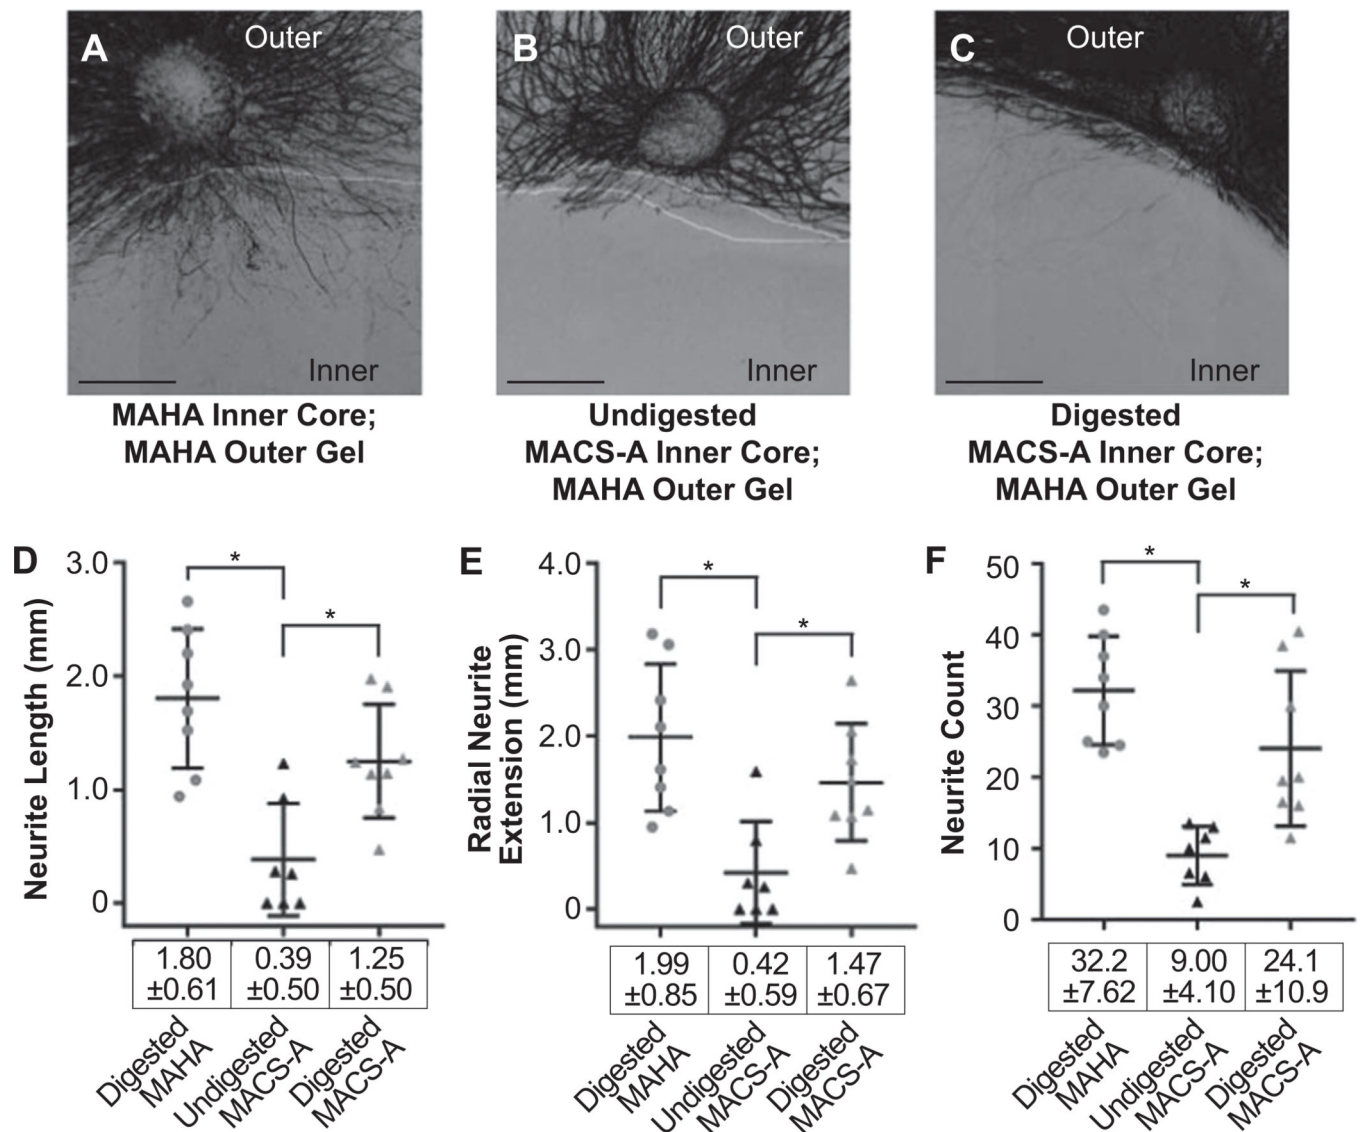 A
Outer
Inner
MAHA Inner Core;
MAHA Outer Gel
B
Outer
Inner
Undigested
MACS-A Inner Core;
MAHA Outer Gel
C
Outer
Inner
Digested
MACS-A Inner Core;
MAHA Outer Gel
D
Neurite Length (mm)
3.0
2.0
1.0
0
*
*
1.80
±0.61
0.39
±0.50
1.25
±0.50
Digested
MAHA
Undigested
MACS-A
Digested
MACS-A
E
Radial Neurite
Extension (mm)
4.0
3.0
2.0
1.0
0
*
*
1.99
±0.85
0.42
±0.59
1.47
±0.67
Digested
MAHA
Undigested
MACS-A
Digested
MACS-A
F
Neurite Count
50
40
30
20
10
0
*
*
32.2
±7.62
9.00
±4.10
24.1
±10.9
Digested
MAHA
Undigested
MACS-A
Digested
MACS-A